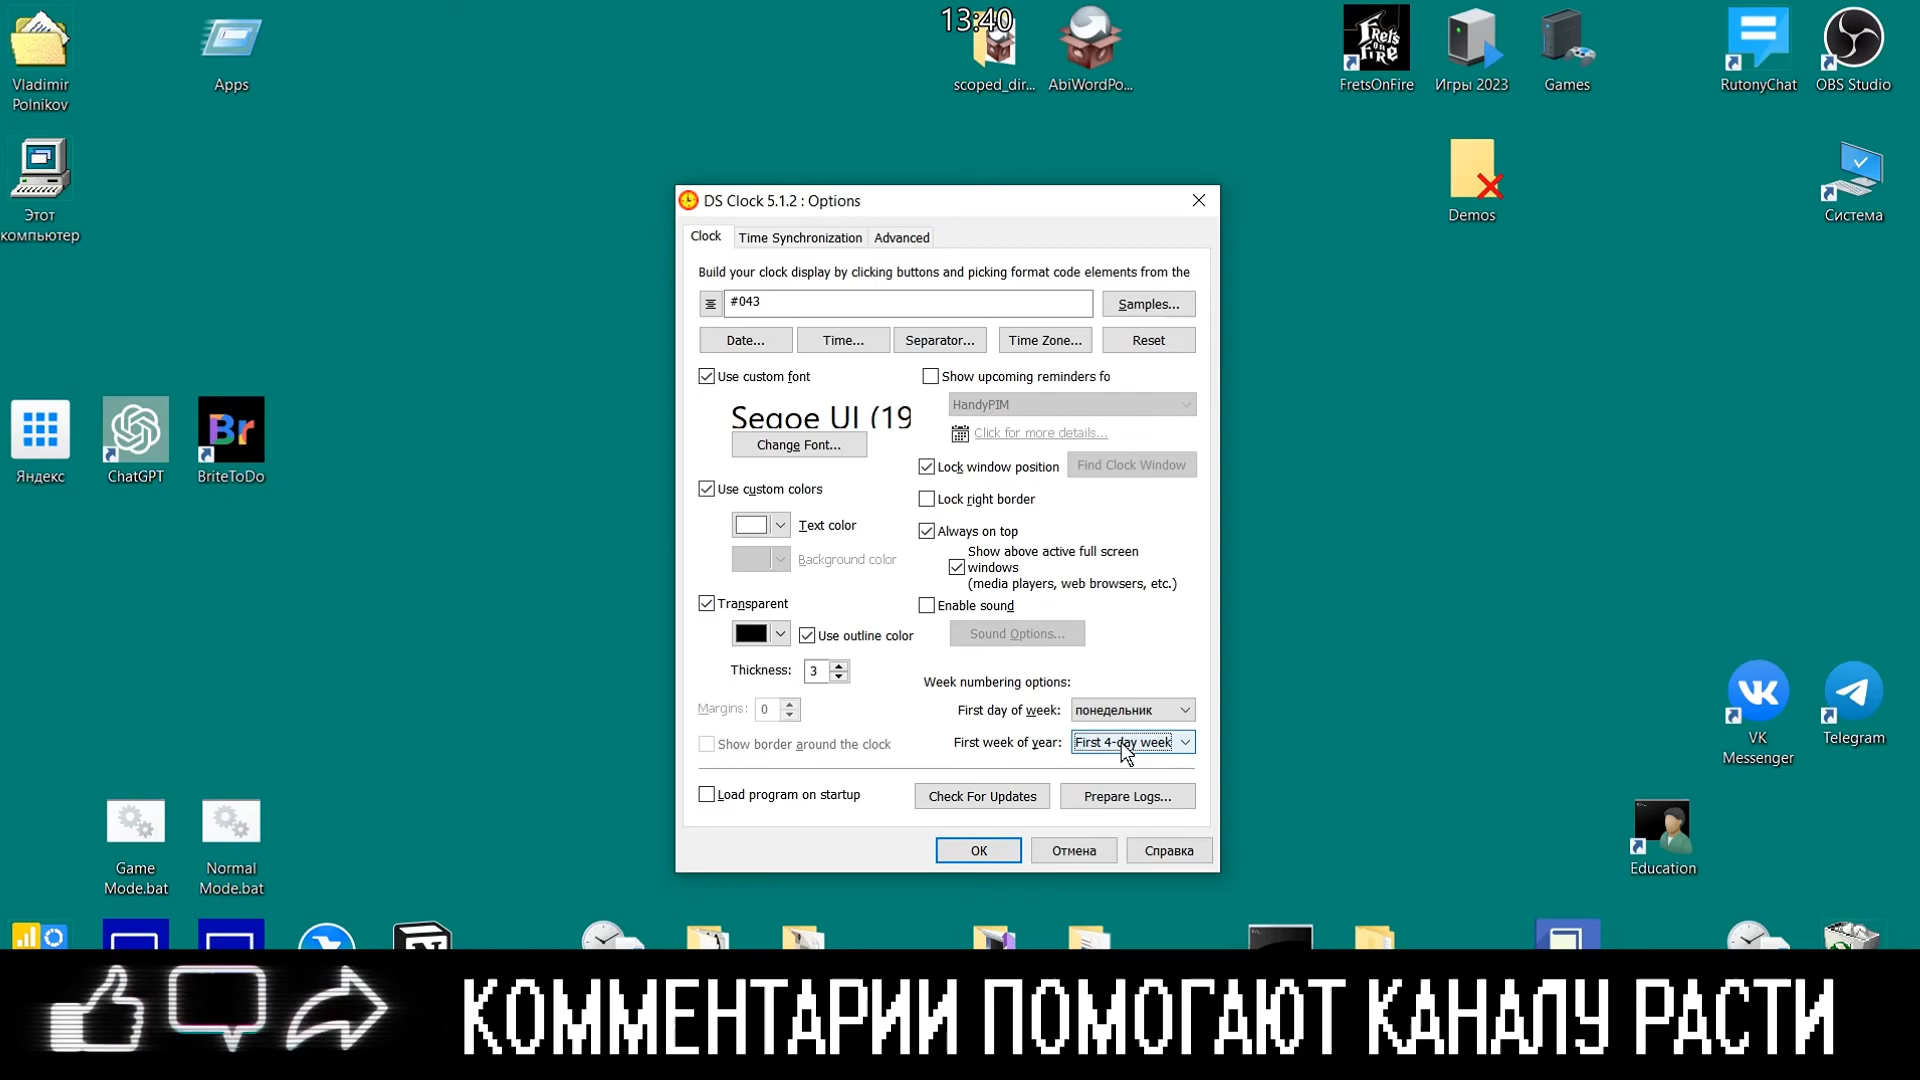 13:40
Vladimir
Polnikov
Apps
scoped_dir...
AbiWordPo...
Frets
on
FiRE
FretsOnFire
Игры 2023
Games
RutonyChat
OBS Studio
Этот
компьютер
Demos
Система
DS Clock 5.1.2 : Options
Clock
Time Synchronization
Advanced
Build your clock display by clicking buttons and picking format code elements from the
#043
Samples...
Date...
Time...
Separator...
Time Zone...
Reset
Use custom font
Show upcoming reminders fo
Segoe UI (19
HandyPIM
Change Font...
Click for more details...
Lock window position
Find Clock Window
Use custom colors
Lock right border
Text color
Always on top
Background color
Show above active full screen
windows
(media players, web browsers, etc.)
Transparent
Enable sound
Use outline color
Sound Options...
Thickness:
3
Week numbering options:
Margins:
0
First day of week:
понедельник
Show border around the clock
First week of year:
First 4-day week
Load program on startup
Check For Updates
Prepare Logs...
OK
Отмена
Справка
Яндекс
ChatGPT
Br
BriteToDo
VK
Messenger
Telegram
Game
Mode.bat
Normal
Mode.bat
Education
КОММЕНТАРИИ ПОМОГАЮТ КАНАЛУ РАСТИ